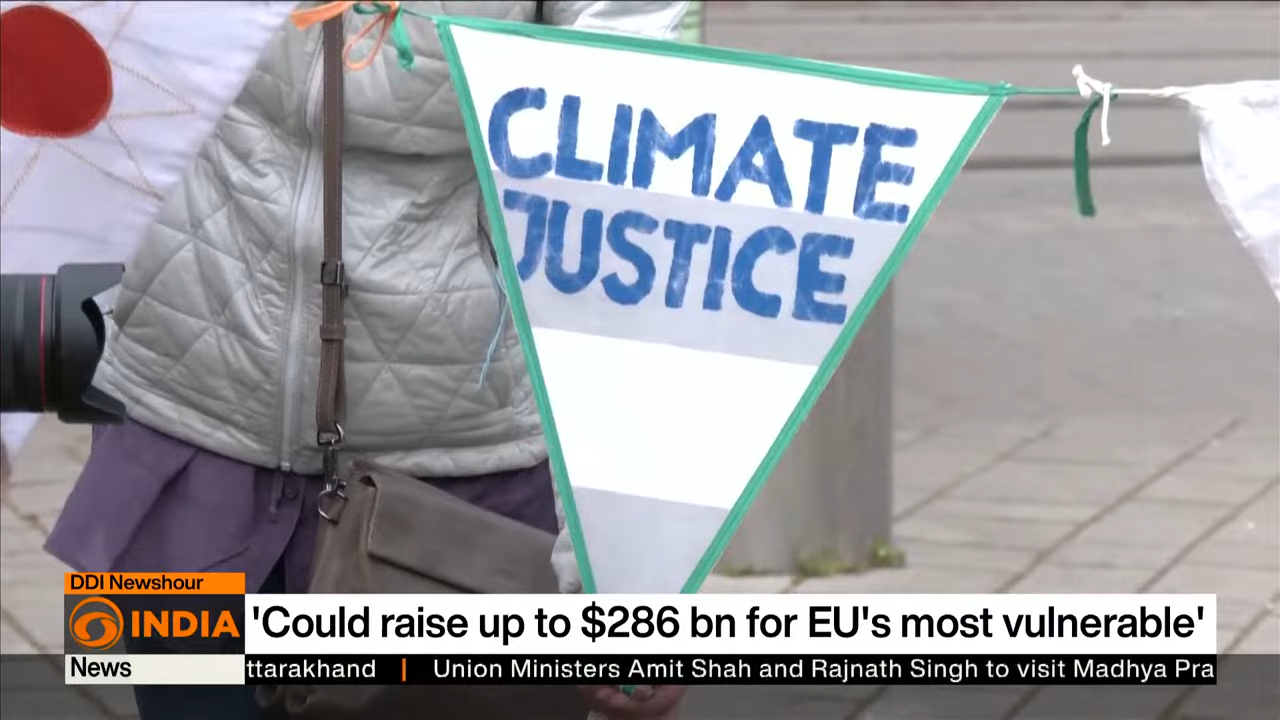 CLIMATE
JUSTICE
DDI Newshour
INDIA
'Could raise up to $286 bn for EU's most vulnerable'
News
ttarakhand | Union Ministers Amit Shah and Rajnath Singh to visit Madhya Pra